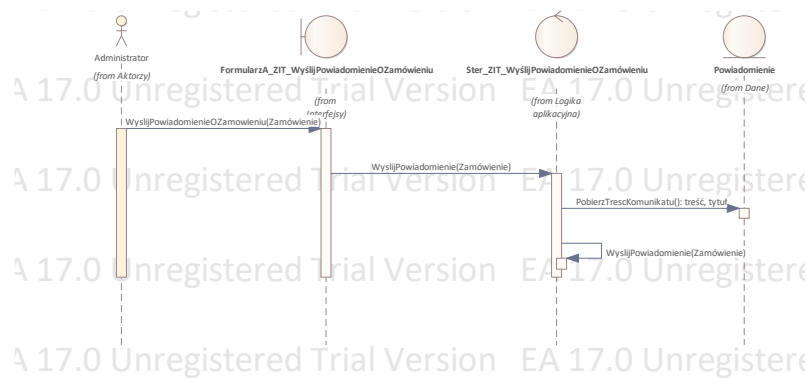 Administrator
(from Aktorzy)
FormularzA_ZIT_WyślijPowiadomienieOZamówieniu
(from
Interfejsy)
Ster_ZIT_WyślijPowiadomienieOZamówieniu
(from Logika
aplikacyjna)
Powiadomienie
(from Dane)
A 17.0 Unregistered Trial Version EA 17.0 Unregistere
WyslijPowiadomienieOZamowieniu(Zamówienie)
WyslijPowiadomienie(Zamówienie)
A 17.0 Unregistered Trial Version EA 17.0 Unregistere
PobierzTrescKomunikatu(): treść, tytuł
WyslijPowiadomienie(Zamówienie)
A 17.0 Unregistered Trial Version EA 17.0 Unregistere
A 17.0 Unregistered Trial Version EA 17.0 Unregistere